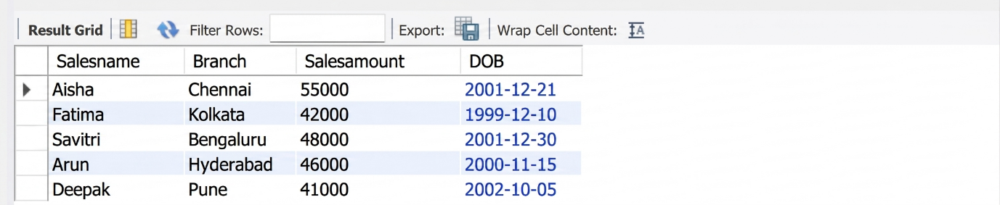 Result Grid Filter Rows: Export: Wrap Cell Content:
Salesname Branch Salesamount DOB
Aisha Chennai 55000 2001-12-21
Fatima Kolkata 42000 1999-12-10
Savitri Bengaluru 48000 2001-12-30
Arun Hyderabad 46000 2000-11-15
Deepak Pune 41000 2002-10-05